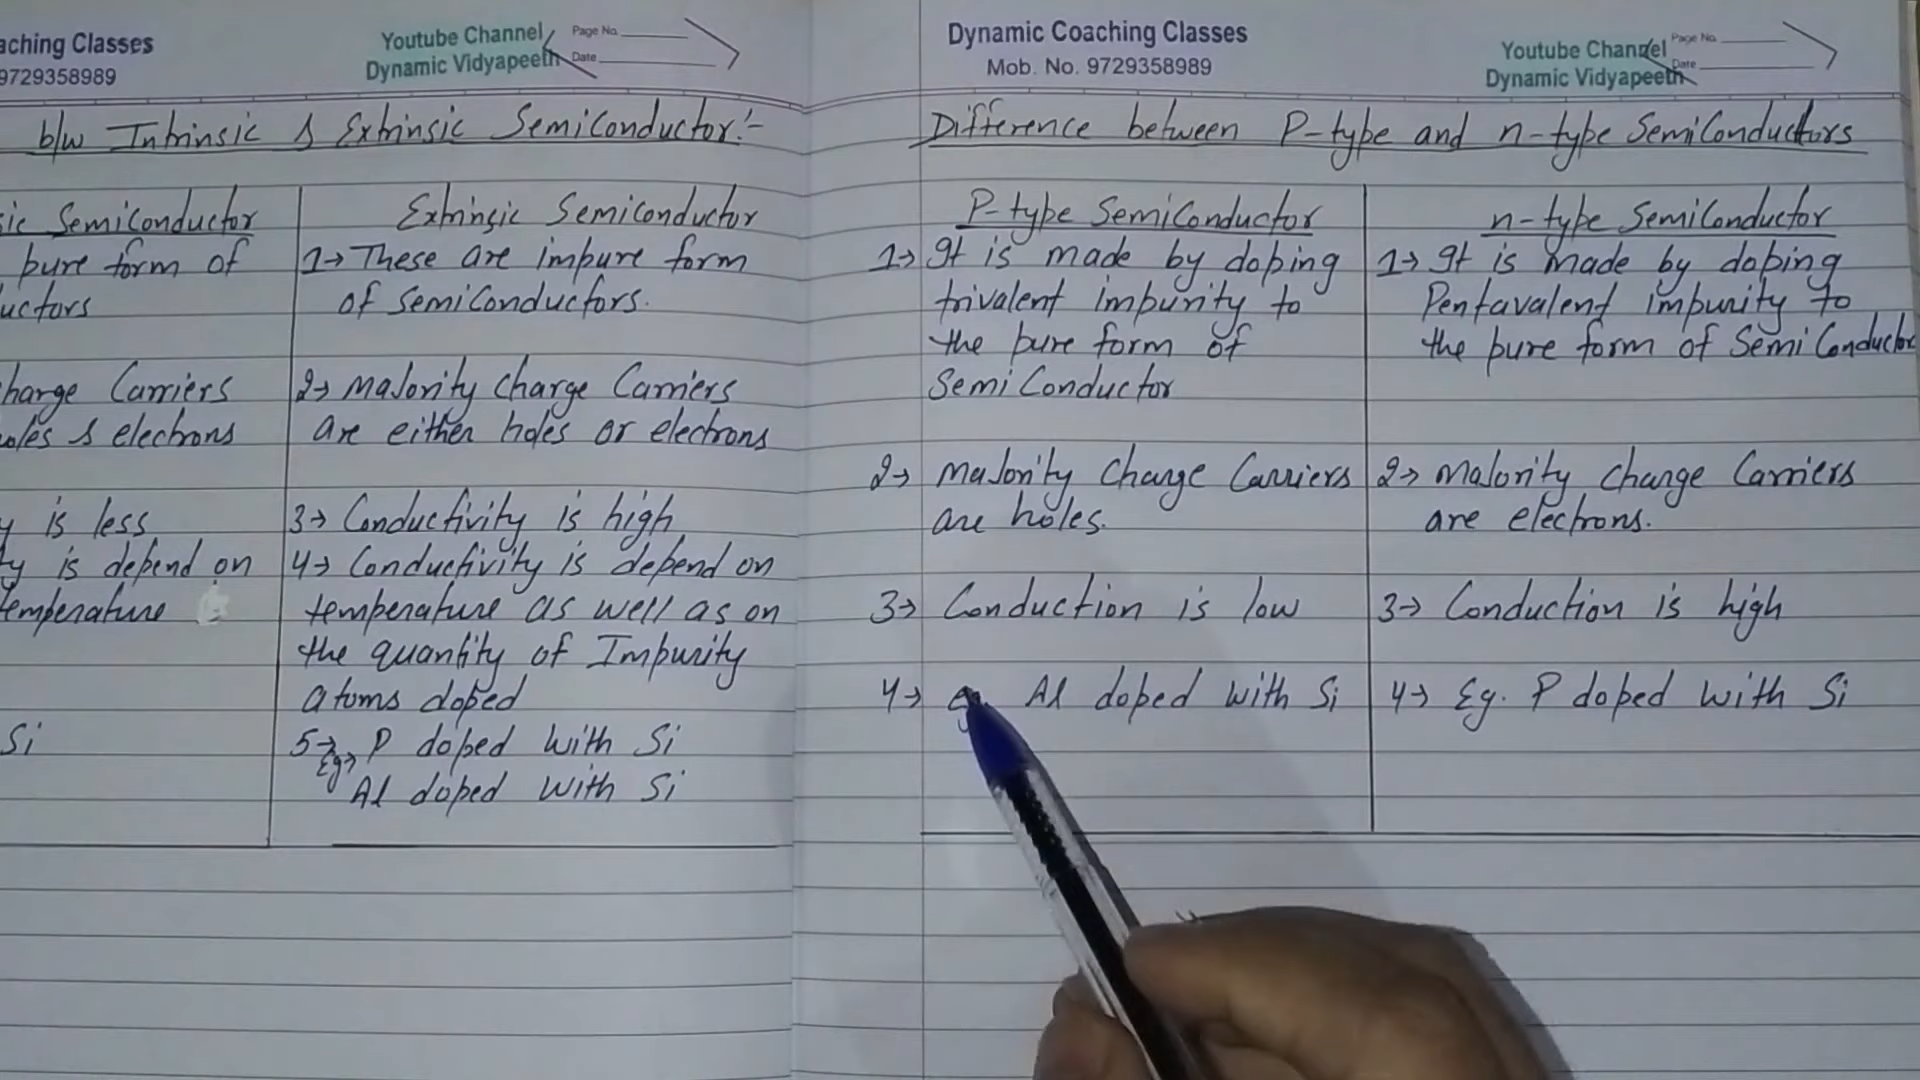 aching Classes
9729358989
Youtube Channel
Dynamic Vidyapeeth
Page No.
Date
b/w Intrinsic & Extrinsic Semiconductor:-
ic Semiconductor
pure form of
uctors
harge Carriers
oles & electrons
y is less
ty is depend on
temperature
Si
Extrinsic Semiconductor
1→ These are impure form
of Semiconductors.
2→ Majority Charge Carriers
are either holes or electrons
3→ Conductivity is high
4→ Conductivity is depend on
temperature as well as on
the quantity of Impurity
atoms doped
5→ Eg→ P doped with Si
Al doped with Si
Dynamic Coaching Classes
Mob. No. 9729358989
Youtube Channel
Dynamic Vidyapeeth
Page No.
Date
Difference between P-type and n-type Semiconductors
P-type Semiconductor
1→ It is made by doping
trivalent impurity to
the pure form of
Semi Conductor
2→ Majority Charge Carriers
are holes.
3→ Conduction is low
4→ eg. Al doped with Si
n-type Semiconductor
1→ It is made by doping
Pentavalent impurity to
the pure form of Semi Conductor
2→ Majority Charge Carriers
are electrons.
3→ Conduction is high
4→ Eg. P doped with Si